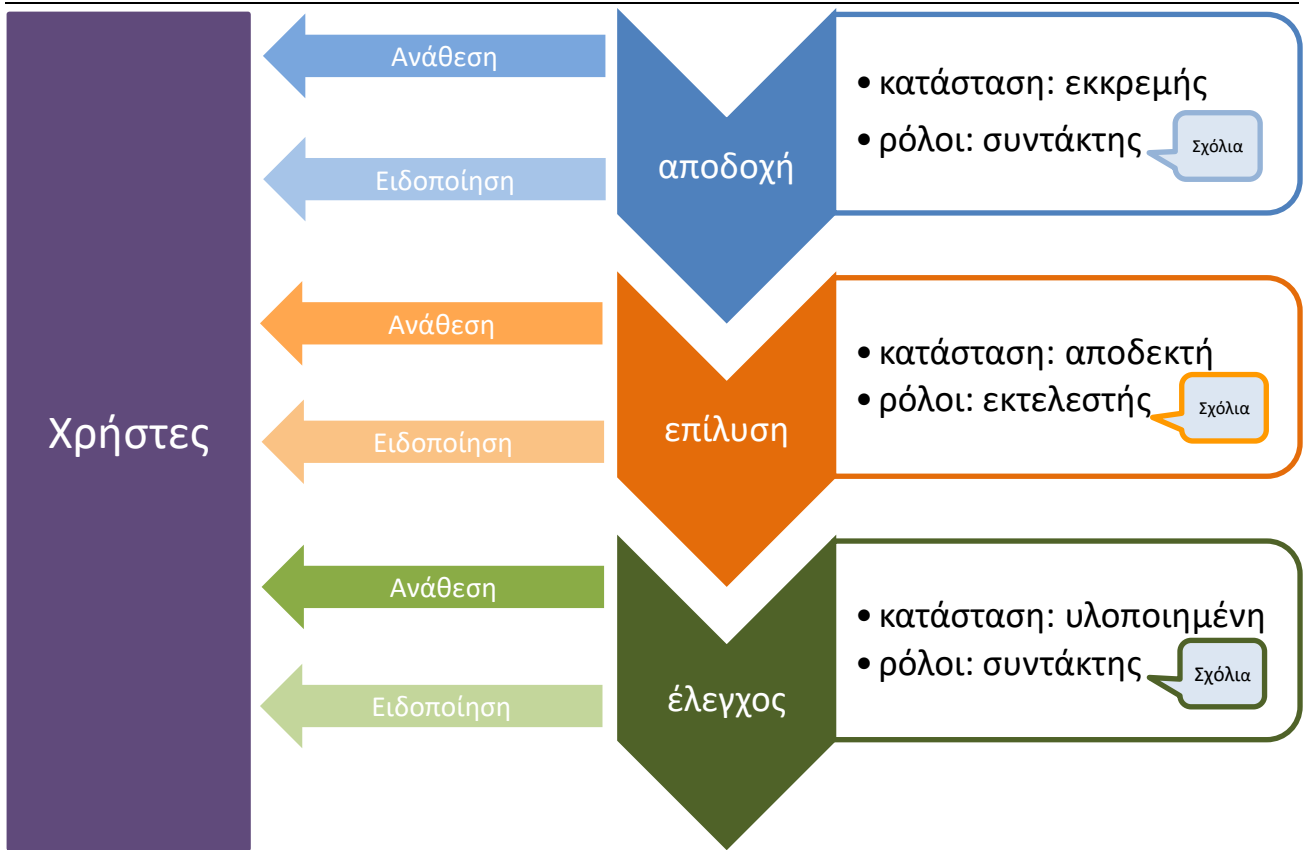 Χρήστες
Ανάθεση
Ειδοποίηση
αποδοχή
• κατάσταση: εκκρεμής
• ρόλοι: συντάκτης
Σχόλια
Ανάθεση
Ειδοποίηση
επίλυση
• κατάσταση: αποδεκτή
• ρόλοι: εκτελεστής
Σχόλια
Ανάθεση
Ειδοποίηση
έλεγχος
• κατάσταση: υλοποιημένη
• ρόλοι: συντάκτης
Σχόλια